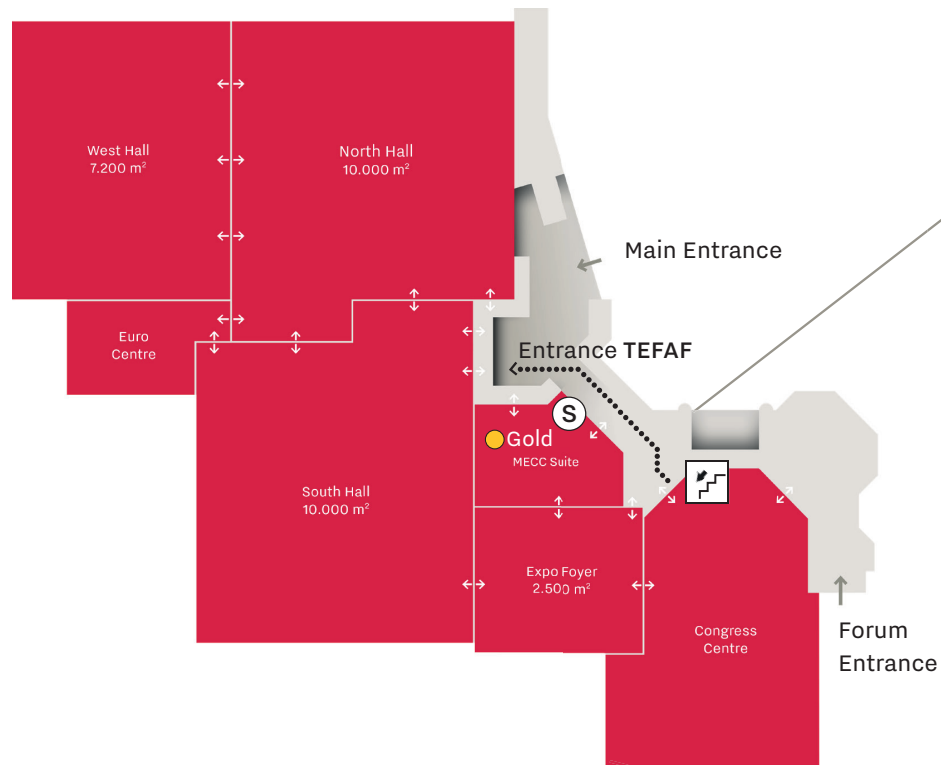 West Hall
7.200 m²
North Hall
10.000 m²
Main Entrance
Euro
Centre
Entrance TEFAF
S
Gold
MECC Suite
South Hall
10.000 m²
Expo Foyer
2.500 m²
Congress
Centre
Forum
Entrance